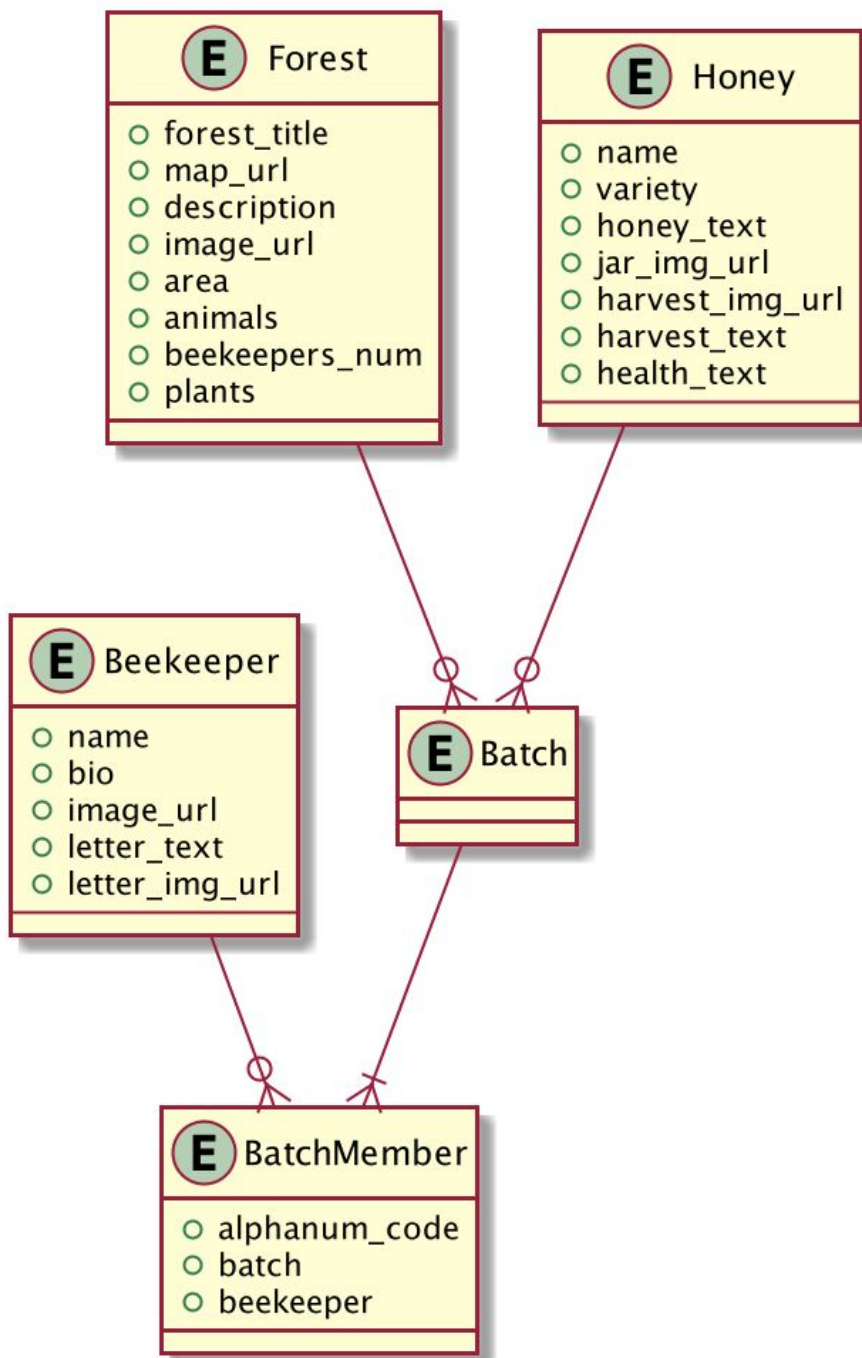 E Forest
forest_title
map_url
description
image_url
area
animals
beekeepers_num
plants
E Honey
name
variety
honey_text
jar_img_url
harvest_img_url
harvest_text
health_text
E Beekeeper
name
bio
image_url
letter_text
letter_img_url
E Batch
E BatchMember
alphanum_code
batch
beekeeper